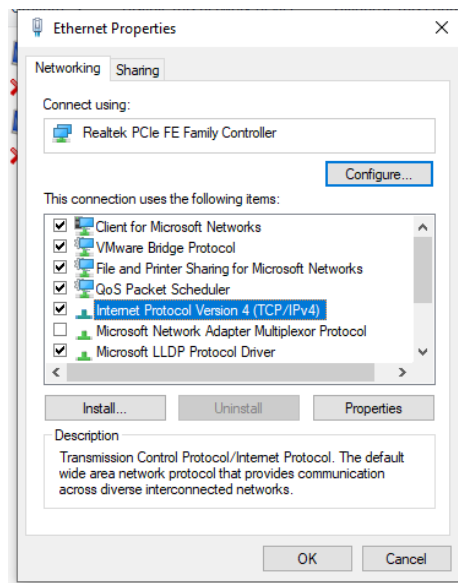 Ethernet Properties
Networking
Sharing
Connect using:
Realtek PCIe FE Family Controller
Configure...
This connection uses the following items:
Client for Microsoft Networks
VMware Bridge Protocol
File and Printer Sharing for Microsoft Networks
QoS Packet Scheduler
Internet Protocol Version 4 (TCP/IPv4)
Microsoft Network Adapter Multiplexor Protocol
Microsoft LLDP Protocol Driver
Install...
Uninstall
Properties
Description
Transmission Control Protocol/Internet Protocol. The default
wide area network protocol that provides communication
across diverse interconnected networks.
OK
Cancel